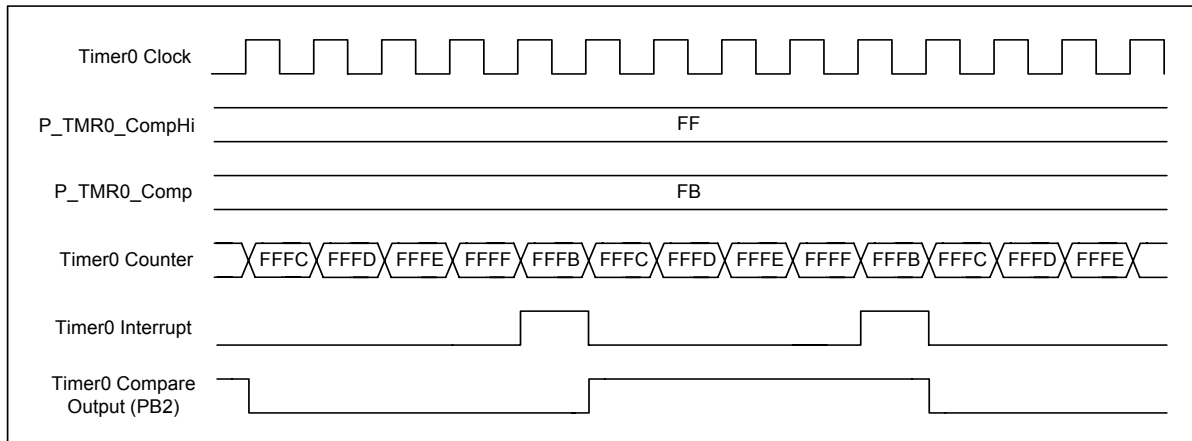 Timer0 Clock
P_TMR0_CompHi
FF
P_TMR0_Comp
FB
Timer0 Counter
FFFC FFFD FFFE FFFF FFFB FFFC FFFD FFFE FFFF FFFB FFFC FFFD FFFE
Timer0 Interrupt
Timer0 Compare
Output (PB2)